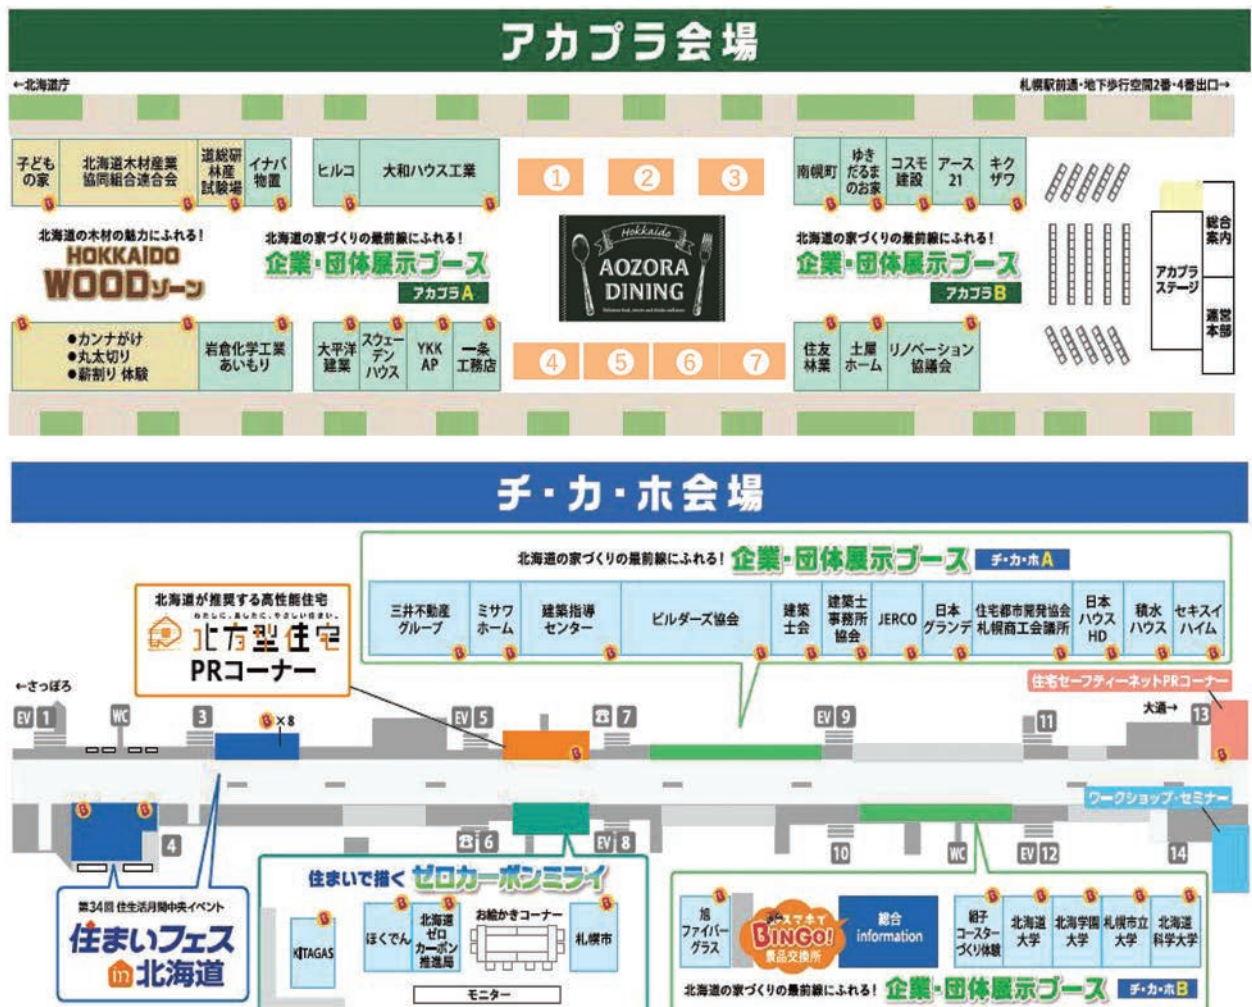 アカプラ会場
←北海道庁
札幌駅前通・地下歩行空間2番・4番出口→
子ども
の家
北海道木材産業
協同組合連合会
道総研
林産
試験場
イナバ
物置
ヒルコ
大和ハウス工業
1
2
3
南幌町
ゆき
だるま
のお家
コスモ
建設
アース
21
キク
ザワ
北海道の木材の魅力にふれる！
HOKKAIDO
WOODゾーン
北海道の家づくりの最前線にふれる！
企業・団体展示ブース
アカプラA
Hokkaido
AOZORA
DINING
北海道の家づくりの最前線にふれる！
企業・団体展示ブース
アカプラB
アカプラ
ステージ
総合
案内
運営
本部
●カンナがけ
●丸太切り
●薪割り 体験
岩倉化学工業
あいもり
大平洋
建業
スウェー
デン
ハウス
YKK
AP
一条
工務店
4
5
6
7
住友
林業
土屋
ホーム
リノベーション
協議会
チ・カ・ホ会場
北海道の家づくりの最前線にふれる！
企業・団体展示ブース
チ・カ・ホA
三井不動産
グループ
ミサワ
ホーム
建築指導
センター
ビルダーズ協会
建築
士会
建築士
事務所
協会
JERCO
日本
グランデ
住宅都市開発協会
札幌商工会議所
日本
ハウス
HD
積水
ハウス
セキスイ
ハイム
北海道が推奨する高性能住宅
わたしに、あしたに、やさしい住まい。
北方型住宅
PRコーナー
←さっぽろ
住宅セーフティーネットPRコーナー
大通→
EV 1
WC
3
B×8
EV 5
7
EV 9
11
13
ワークショップ・セミナー
4
6
EV 8
10
WC
EV 12
14
第34回 住生活月間中央イベント
住まいフェス
in北海道
住まいで描く ゼロカーボンミライ
KITAGAS
ほくでん
北海道
ゼロ
カーボン
推進局
お絵かきコーナー
札幌市
モニター
旭
ファイバー
グラス
スマホで
BINGO!
景品交換所
総合
information
組子
コースター
づくり体験
北海道
大学
北海学園
大学
札幌市立
大学
北海道
科学大学
北海道の家づくりの最前線にふれる！
企業・団体展示ブース
チ・カ・ホB